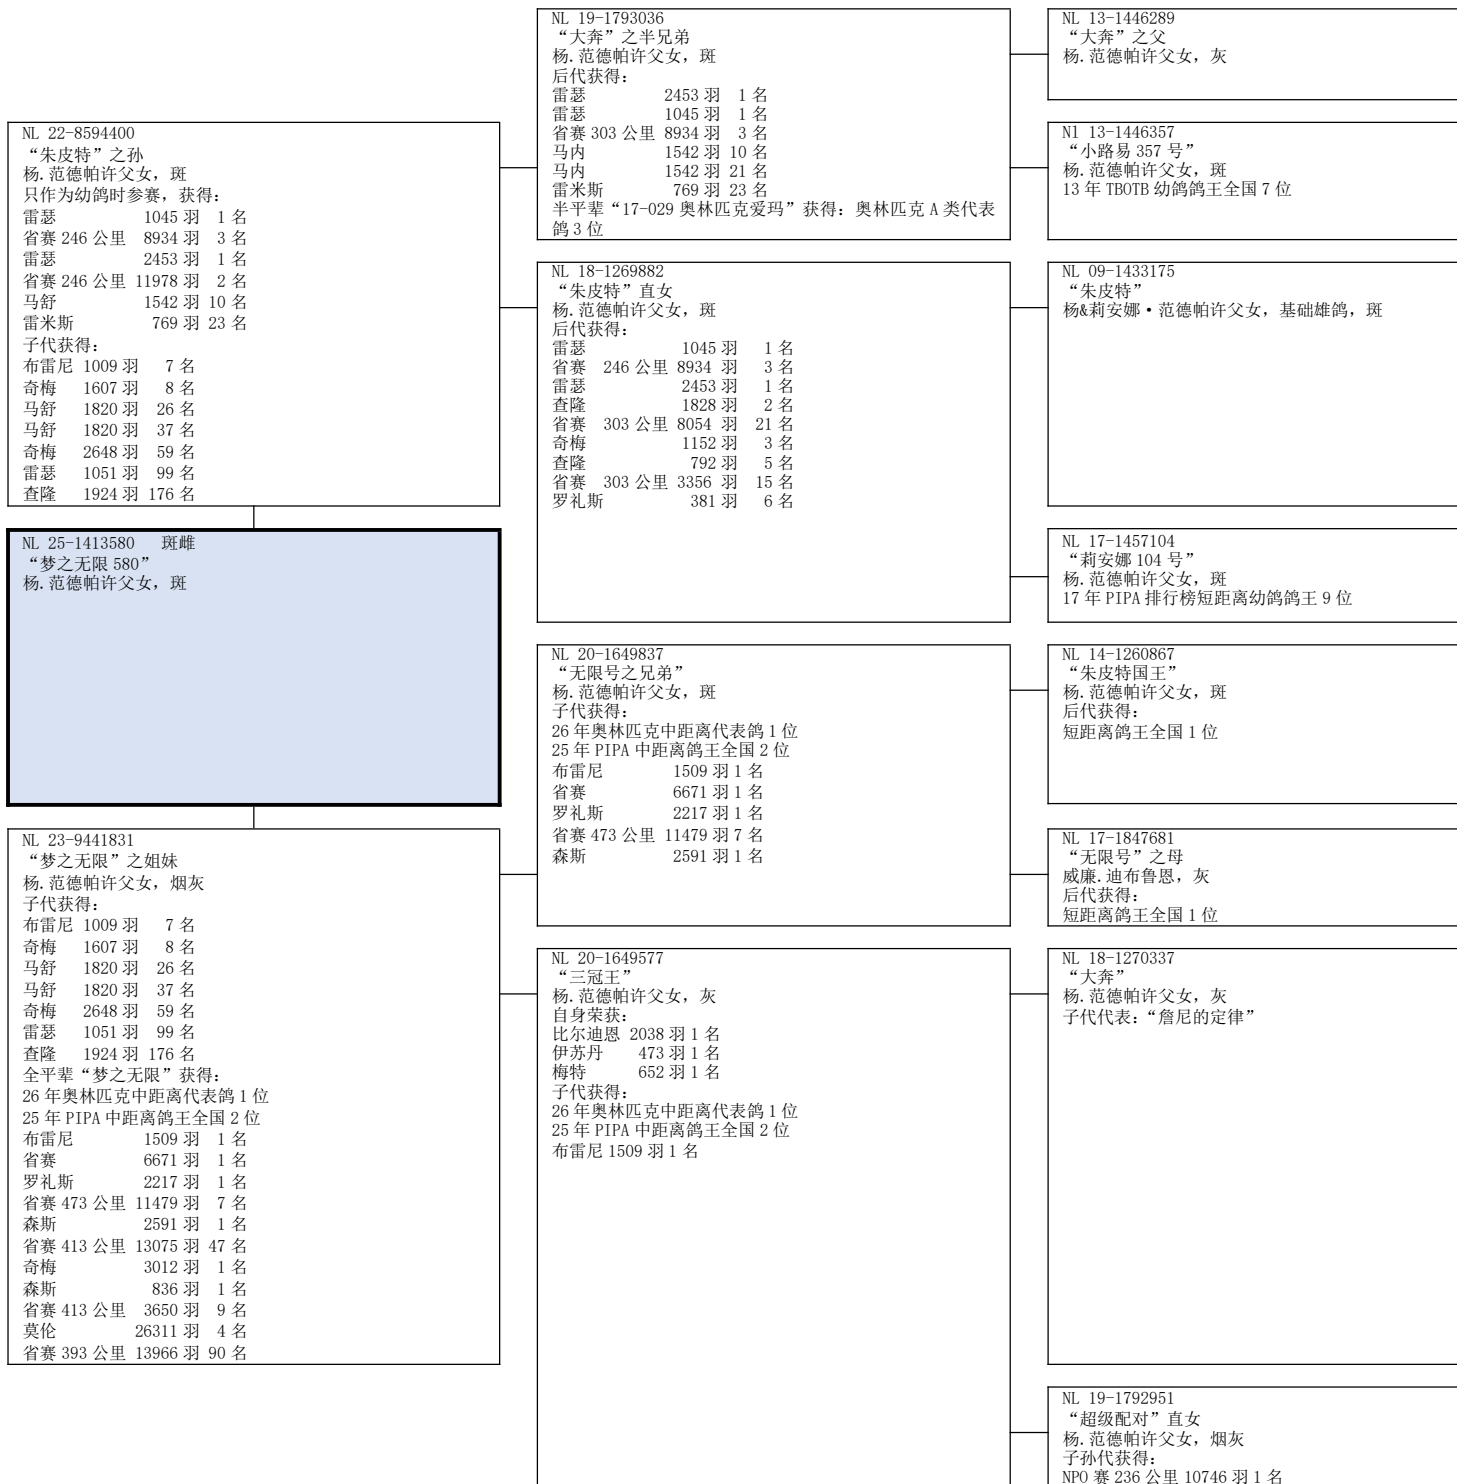 NL 22-8594400
“朱皮特”之孙
杨.范德帕许父女，斑
只作为幼鸽时参赛，获得：
雷瑟 1045 羽 1 名
省赛 246 公里 8934 羽 3 名
雷瑟 2453 羽 1 名
省赛 246 公里 11978 羽 2 名
马舒 1542 羽 10 名
雷米斯 769 羽 23 名
子代获得：
布雷尼 1009 羽 7 名
奇梅 1607 羽 8 名
马舒 1820 羽 26 名
马舒 1820 羽 37 名
奇梅 2648 羽 59 名
雷瑟 1051 羽 99 名
查隆 1924 羽 176 名
NL 25-1413580 斑雌
“梦之无限 580”
杨.范德帕许父女，斑
NL 23-9441831
“梦之无限”之姐妹
杨.范德帕许父女，烟灰
子代获得：
布雷尼 1009 羽 7 名
奇梅 1607 羽 8 名
马舒 1820 羽 26 名
马舒 1820 羽 37 名
奇梅 2648 羽 59 名
雷瑟 1051 羽 99 名
查隆 1924 羽 176 名
全平辈“梦之无限”获得：
26 年奥林匹克中距离代表鸽 1 位
25 年 PIPA 中距离鸽王全国 2 位
布雷尼 1509 羽 1 名
省赛 6671 羽 1 名
罗礼斯 2217 羽 1 名
省赛 473 公里 11479 羽 7 名
森斯 2591 羽 1 名
省赛 413 公里 13075 羽 47 名
奇梅 3012 羽 1 名
森斯 836 羽 1 名
省赛 413 公里 3650 羽 9 名
莫伦 26311 羽 4 名
省赛 393 公里 13966 羽 90 名
NL 19-1793036
“大奔”之半兄弟
杨.范德帕许父女，斑
后代获得：
雷瑟 2453 羽 1 名
雷瑟 1045 羽 1 名
省赛 303 公里 8934 羽 3 名
马内 1542 羽 10 名
马内 1542 羽 21 名
雷米斯 769 羽 23 名
半平辈“17-029 奥林匹克爱玛”获得：奥林匹克 A 类代表
鸽 3 位
NL 18-1269882
“朱皮特”直女
杨.范德帕许父女，斑
后代获得：
雷瑟 1045 羽 1 名
省赛 246 公里 8934 羽 3 名
雷瑟 2453 羽 1 名
查隆 1828 羽 2 名
省赛 303 公里 8054 羽 21 名
奇梅 1152 羽 3 名
查隆 792 羽 5 名
省赛 303 公里 3356 羽 15 名
罗礼斯 381 羽 6 名
NL 20-1649837
“无限号之兄弟”
杨.范德帕许父女，斑
子代获得：
26 年奥林匹克中距离代表鸽 1 位
25 年 PIPA 中距离鸽王全国 2 位
布雷尼 1509 羽 1 名
省赛 6671 羽 1 名
罗礼斯 2217 羽 1 名
省赛 473 公里 11479 羽 7 名
森斯 2591 羽 1 名
NL 20-1649577
“三冠王”
杨.范德帕许父女，灰
自身荣获：
比尔迪恩 2038 羽 1 名
伊苏丹 473 羽 1 名
梅特 652 羽 1 名
子代获得：
26 年奥林匹克中距离代表鸽 1 位
25 年 PIPA 中距离鸽王全国 2 位
布雷尼 1509 羽 1 名
NL 13-1446289
“大奔”之父
杨.范德帕许父女，灰
Nl 13-1446357
“小路易 357 号”
杨.范德帕许父女，斑
13 年 TBOTB 幼鸽鸽王全国 7 位
NL 09-1433175
“朱皮特”
杨&莉安娜·范德帕许父女，基础雄鸽，斑
NL 17-1457104
“莉安娜 104 号”
杨.范德帕许父女，斑
17 年 PIPA 排行榜短距离幼鸽鸽王 9 位
NL 14-1260867
“朱皮特国王”
杨.范德帕许父女，斑
后代获得：
短距离鸽王全国 1 位
NL 17-1847681
“无限号”之母
威廉.迪布鲁恩，灰
后代获得：
短距离鸽王全国 1 位
NL 18-1270337
“大奔”
杨.范德帕许父女，灰
子代代表：“詹尼的定律”
NL 19-1792951
“超级配对”直女
杨.范德帕许父女，烟灰
子孙代获得：
NPO 赛 236 公里 10746 羽 1 名